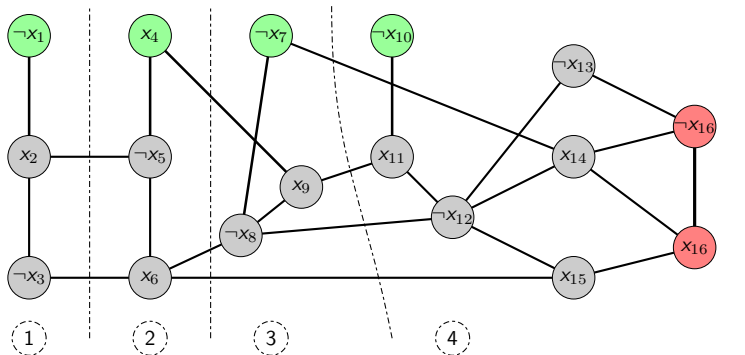 ¬x₁ x₄ ¬x₇ ¬x₁₀
¬x₁₃
¬x₁₆
x₂ ¬x₅ x₁₁ x₁₄
x₉
¬x₁₂
¬x₈
x₁₆
¬x₃ x₆ x₁₅
1 2 3 4